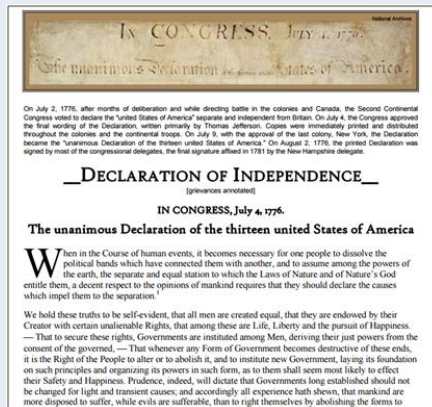 National Archives
In CONGRESS. July 4, 1776.
The unanimous Declaration of the thirteen united States of America.
On July 2, 1776, after months of deliberation and while directing battle in the colonies and Canada, the Second Continental
Congress voted to declare the "united States of America" separate and independent from Britain. On July 4, the Congress approved
the final wording of the Declaration, written primarily by Thomas Jefferson. Copies were immediately printed and distributed
throughout the colonies and the continental troops. On July 9, with the approval of the last colony, New York, the Declaration
became the "unanimous Declaration of the thirteen united States of America." On August 2, 1776, the printed Declaration was
signed by most of the congressional delegates, the final signature affixed in 1781 by the New Hampshire delegate.
__DECLARATION OF INDEPENDENCE__
[grievances annotated]
IN CONGRESS, July 4, 1776.
The unanimous Declaration of the thirteen united States of America
When in the Course of human events, it becomes necessary for one people to dissolve the
political bands which have connected them with another, and to assume among the powers of
the earth, the separate and equal station to which the Laws of Nature and of Nature's God
entitle them, a decent respect to the opinions of mankind requires that they should declare the causes
which impel them to the separation.¹
We hold these truths to be self-evident, that all men are created equal, that they are endowed by their
Creator with certain unalienable Rights, that among these are Life, Liberty and the pursuit of Happiness.
— That to secure these rights, Governments are instituted among Men, deriving their just powers from the
consent of the governed, — That whenever any Form of Government becomes destructive of these ends,
it is the Right of the People to alter or to abolish it, and to institute new Government, laying its foundation
on such principles and organizing its powers in such form, as to them shall seem most likely to effect
their Safety and Happiness. Prudence, indeed, will dictate that Governments long established should not
be changed for light and transient causes; and accordingly all experience hath shewn, that mankind are
more disposed to suffer, while evils are sufferable, than to right themselves by abolishing the forms to